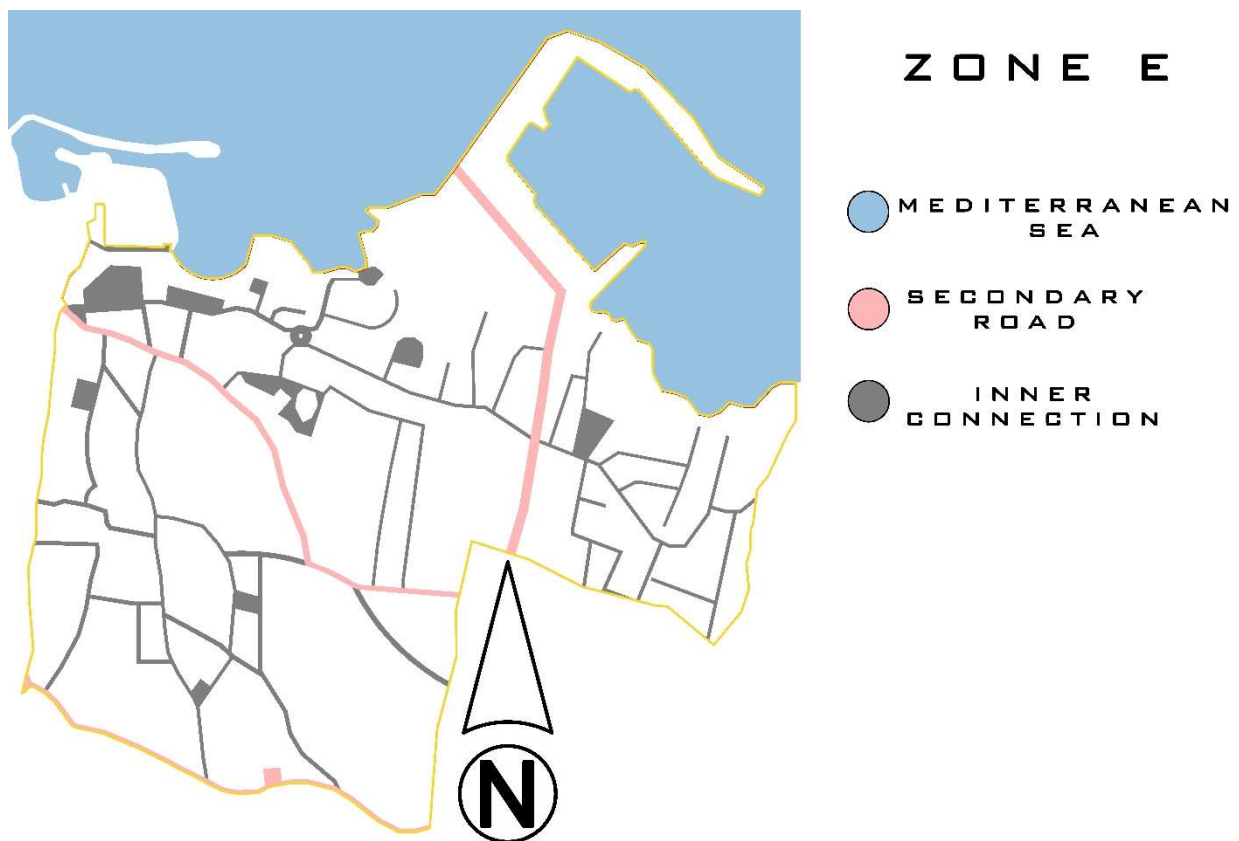 ZONE E
MEDITERRANEAN
SEA
SECONDARY
ROAD
INNER
CONNECTION
N